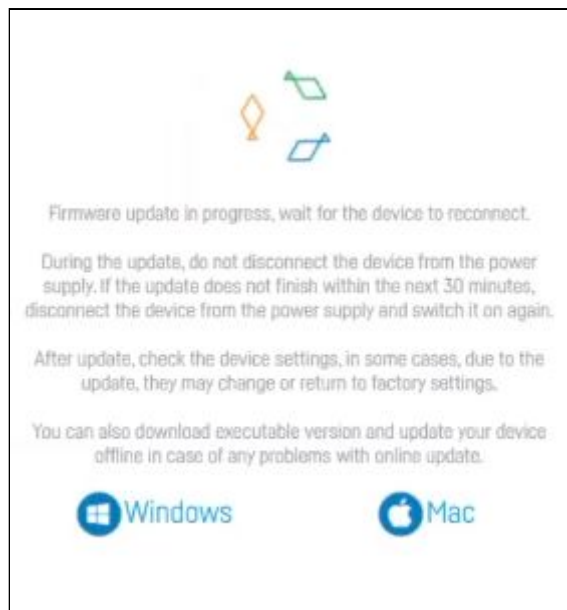 Firmware update in progress, wait for the device to reconnect.
During the update, do not disconnect the device from the power
supply. If the update does not finish within the next 30 minutes,
disconnect the device from the power supply and switch it on again.
After update, check the device settings, in some cases, due to the
update, they may change or return to factory settings.
You can also download executable version and update your device
offline in case of any problems with online update.
Windows
Mac